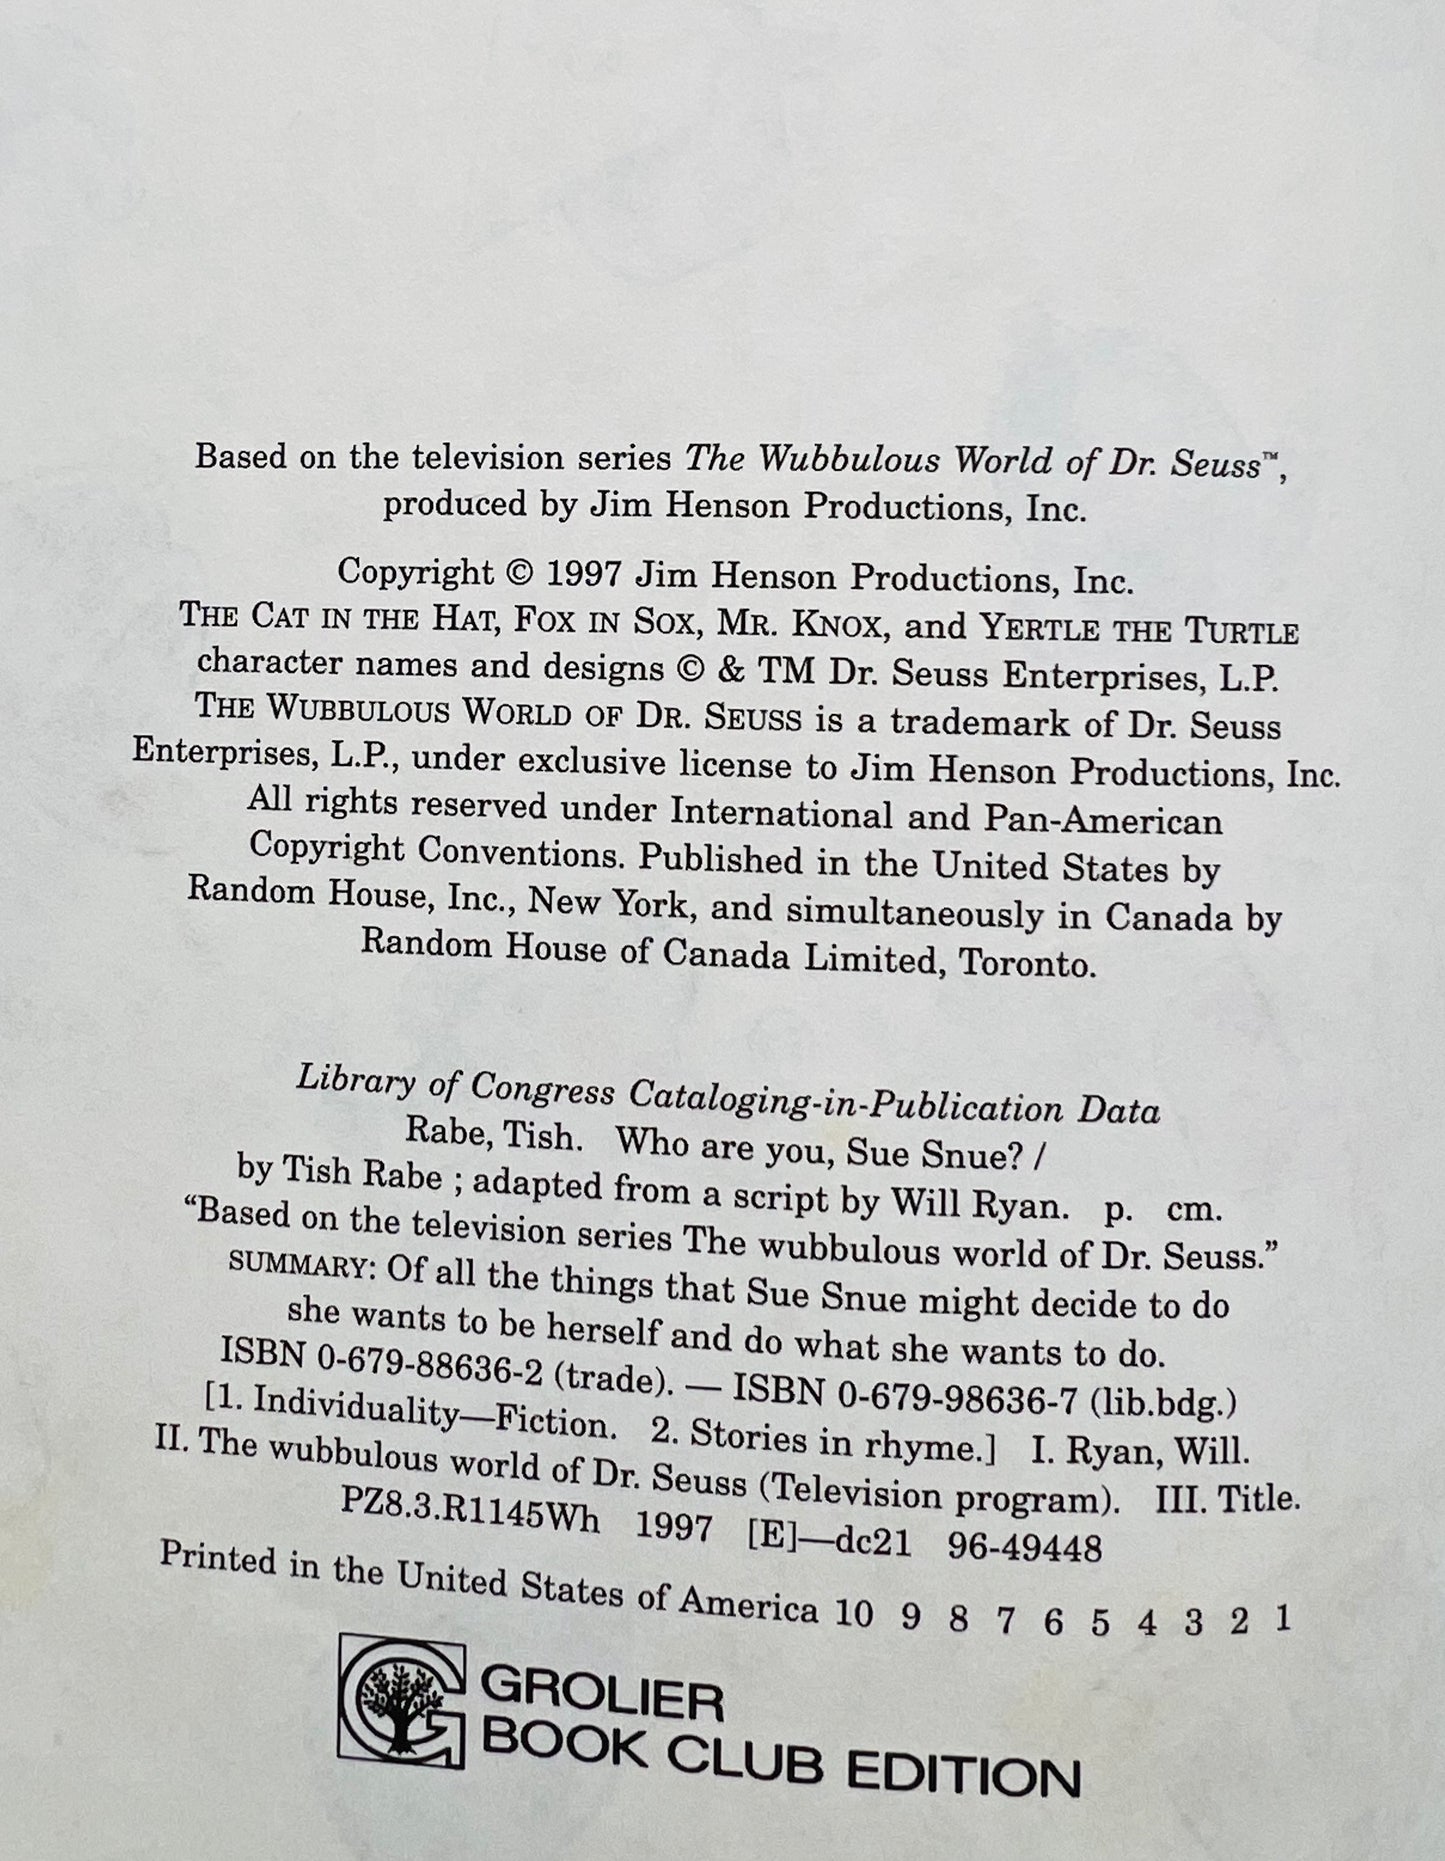 Based on the television series The Wubbulous World of Dr. Seuss™,
produced by Jim Henson Productions, Inc.
Copyright © 1997 Jim Henson Productions, Inc.
THE CAT IN THE HAT, FOX IN SOX, MR. KNOX, and YERTLE THE TURTLE
character names and designs © & TM Dr. Seuss Enterprises, L.P.
THE WUBBULOUS WORLD OF DR. SEUSS is a trademark of Dr. Seuss
Enterprises, L.P., under exclusive license to Jim Henson Productions, Inc.
All rights reserved under International and Pan-American
Copyright Conventions. Published in the United States by
Random House, Inc., New York, and simultaneously in Canada by
Random House of Canada Limited, Toronto.
Library of Congress Cataloging-in-Publication Data
Rabe, Tish. Who are you, Sue Snue? /
by Tish Rabe ; adapted from a script by Will Ryan. p. cm.
“Based on the television series The wubbulous world of Dr. Seuss.”
SUMMARY: Of all the things that Sue Snue might decide to do
she wants to be herself and do what she wants to do.
ISBN 0-679-88636-2 (trade). — ISBN 0-679-98636-7 (lib.bdg.)
[1. Individuality—Fiction. 2. Stories in rhyme.] I. Ryan, Will.
II. The wubbulous world of Dr. Seuss (Television program). III. Title.
PZ8.3.R1145Wh 1997 [E]—dc21 96-49448
Printed in the United States of America 10 9 8 7 6 5 4 3 2 1
GROLIER
BOOK CLUB EDITION